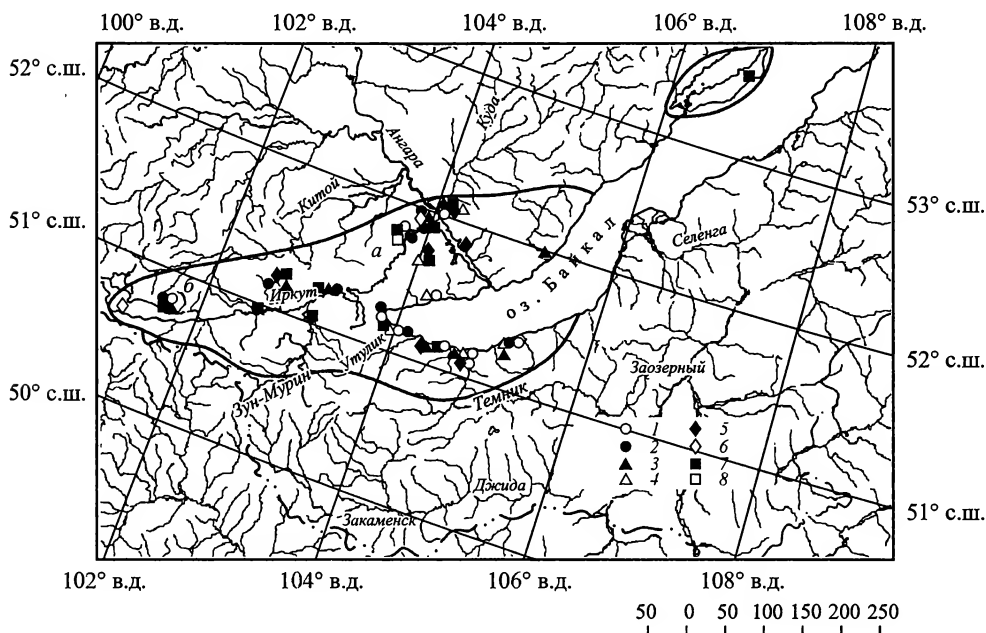 100° в.д. 102° в.д. 104° в.д. 106° в.д. 108° в.д.
52° с.ш.
Куда
Ангара
Китой
51° с.ш.
53° с.ш.
Селенга
а
оз. Байкал
б
Иркут
Утулик
52° с.ш.
Заозерный
50° с.ш.
Зун-Мурин
Темник
1 5
2 6
3 7
4 8
Джида
Закаменск
51° с.ш.
102° в.д. 104° в.д. 106° в.д. 108° в.д.
50 0 50 100 150 200 250